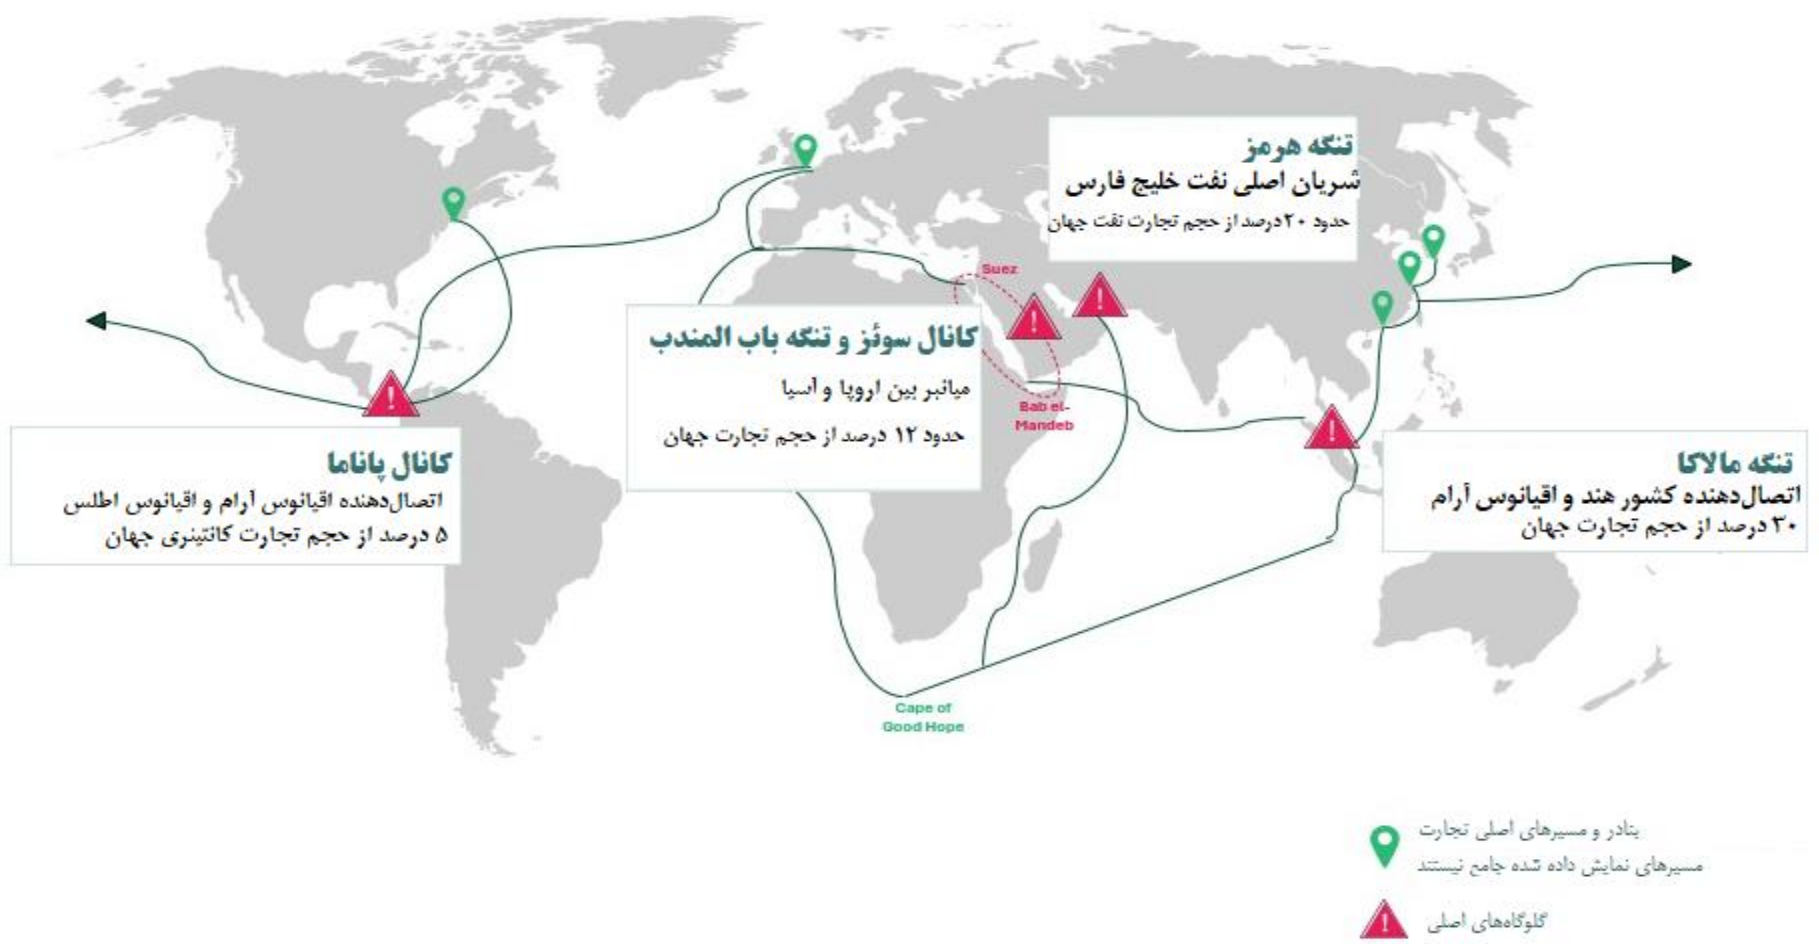 تنگه هرمز
شریان اصلی نفت خلیج فارس
حدود ۲۰درصد از حجم تجارت نفت جهان
Suez
کانال سوئز و تنگه باب المندب
میانبر بین اروپا و آسیا
حدود ۱۲ درصد از حجم تجارت جهان
Bab el-
Mandeb
کانال پاناما
اتصال‌دهنده اقیانوس آرام و اقیانوس اطلس
۵ درصد از حجم تجارت کانتینری جهان
تنگه مالاکا
اتصال‌دهنده کشور هند و اقیانوس آرام
۳۰ درصد از حجم تجارت جهان
Cape of
Good Hope
بنادر و مسیرهای اصلی تجارت
مسیرهای نمایش داده شده جامع نیستند
گلوگاه‌های اصلی